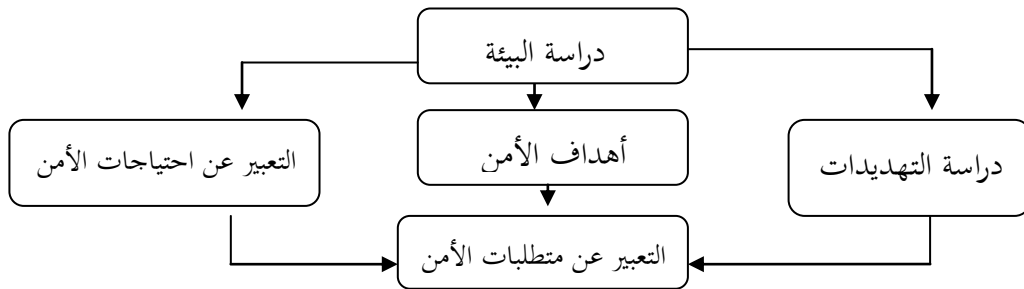 دراسة البيئة
دراسة التهديدات
أهداف الأمن
التعبير عن احتياجات الأمن
التعبير عن متطلبات الأمن